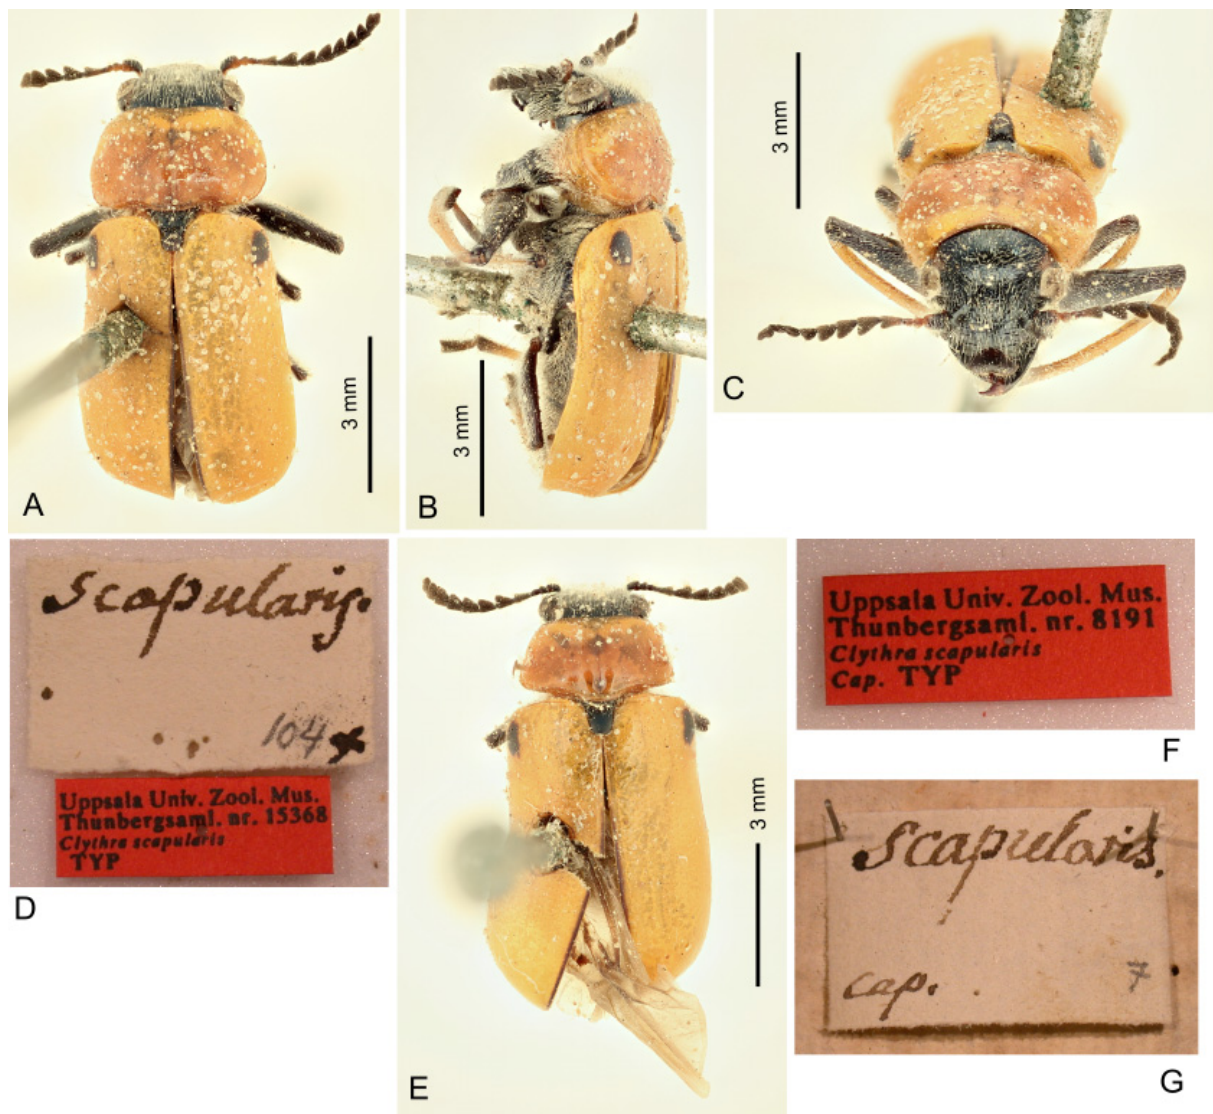 3 mm
A
3 mm
B
3 mm
C
Scapularis.
104
Uppsala Univ. Zool. Mus.
Thunbergsaml. nr. 15368
Clythra scapularis
TYP
D
3 mm
E
Uppsala Univ. Zool. Mus.
Thunbergsaml. nr. 8191
Clythra scapularis
Cap. TYP
F
Scapularis.
cap.
7
G